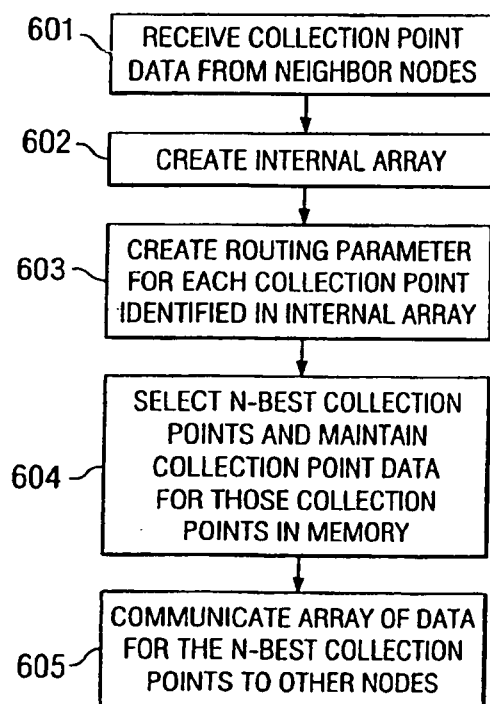 601
RECEIVE COLLECTION POINT
DATA FROM NEIGHBOR NODES
602
CREATE INTERNAL ARRAY
603
CREATE ROUTING PARAMETER
FOR EACH COLLECTION POINT
IDENTIFIED IN INTERNAL ARRAY
604
SELECT N-BEST COLLECTION
POINTS AND MAINTAIN
COLLECTION POINT DATA
FOR THOSE COLLECTION
POINTS IN MEMORY
605
COMMUNICATE ARRAY OF DATA
FOR THE N-BEST COLLECTION
POINTS TO OTHER NODES